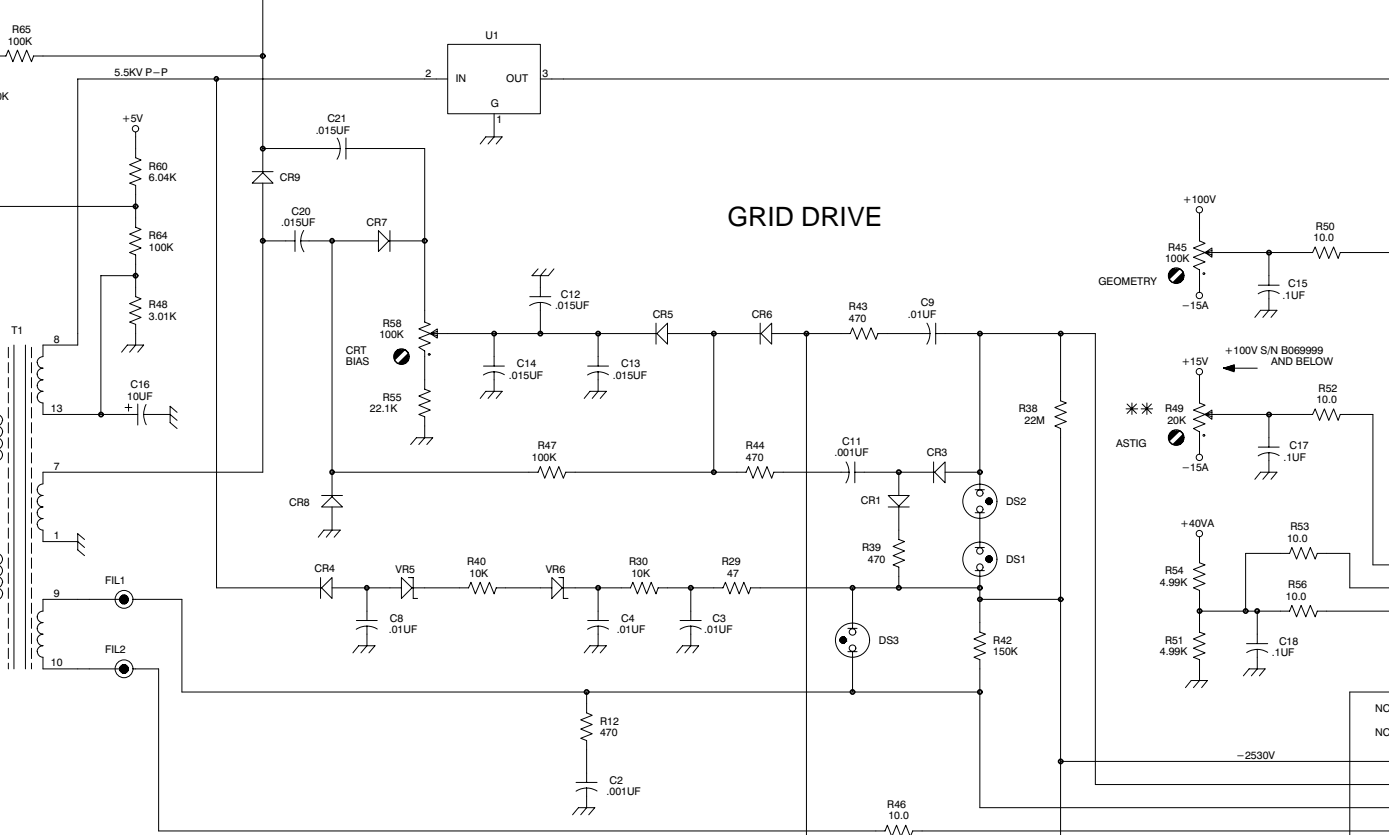 R65
100K
U1
5.5KV P-P
2
IN
OUT
3
G
1
0K
+5V
R60
6.04K
C21
.015UF
CR9
C20
.015UF
CR7
GRID DRIVE
+100V
R45
100K
GEOMETRY
-15A
R50
10.0
C15
.1UF
R64
100K
R48
3.01K
T1
8
13
C16
10UF
+
C12
.015UF
R58
100K
CRT
BIAS
C14
.015UF
C13
.015UF
CR5
CR6
R43
470
C9
.01UF
R55
22.1K
R38
22M
+100V S/N B069999
AND BELOW
+15V
**
R49
20K
ASTIG
-15A
R52
10.0
C17
.1UF
7
1
CR8
R47
100K
R44
470
C11
.001UF
CR3
CR1
DS2
R39
470
DS1
+40VA
R53
10.0
R54
4.99K
R56
10.0
R51
4.99K
C18
.1UF
9
FIL1
10
FIL2
CR4
VR5
R40
10K
VR6
R30
10K
R29
47
C8
.01UF
C4
.01UF
C3
.01UF
DS3
R42
150K
R12
470
C2
.001UF
R46
10.0
-2530V
NO